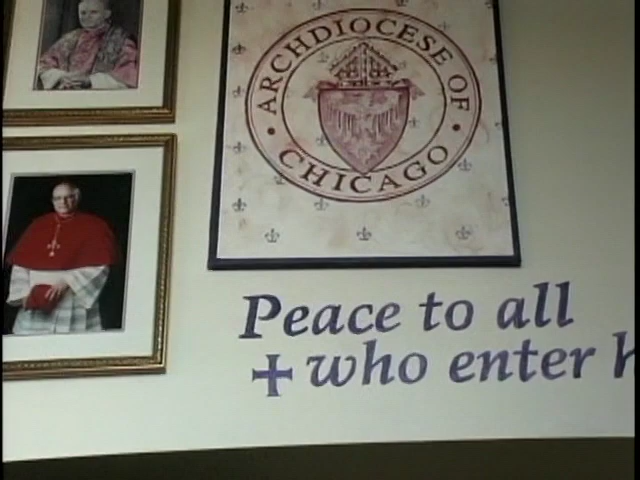 ARCHDIOCESE OF
• CHICAGO •
Peace to all
who enter h